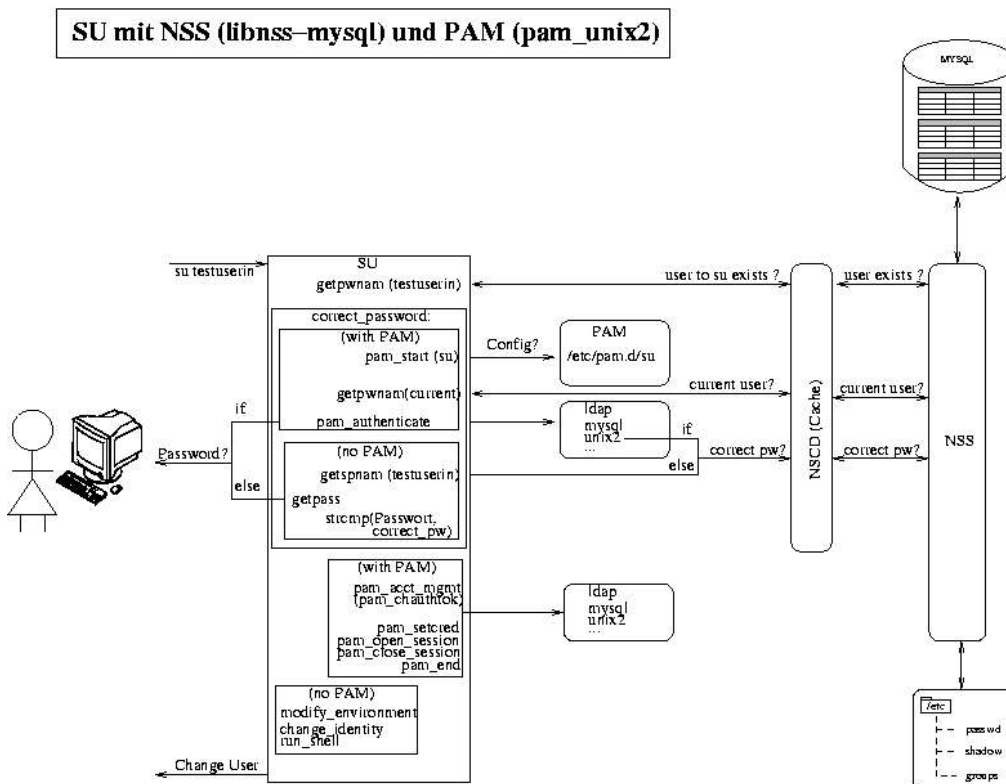 SU mit NSS (libnss–mysql) und PAM (pam_unix2)
MYSQL
su testuserin
SU
getpwnam (testuserin)
user to su exists ?
user exists ?
correct_password:
(with PAM)
pam_start (su)
Config?
PAM
/etc/pam.d/su
getpwnam(current)
current user?
current user?
if
pam_authenticate
ldap
mysql
unix2
...
if
else
Password?
(no PAM)
getspnam (testuserin)
correct pw?
correct pw?
else
getpass
strcmp(Passwort,
correct_pw)
NSCD (Cache)
NSS
(with PAM)
pam_acct_mgmt
(pam_chauthtok)
pam_setcred
pam_open_session
pam_close_session
pam_end
ldap
mysql
unix2
...
(no PAM)
modify_environment
change_identity
run_shell
Change User
/etc
passwd
shadow
groups